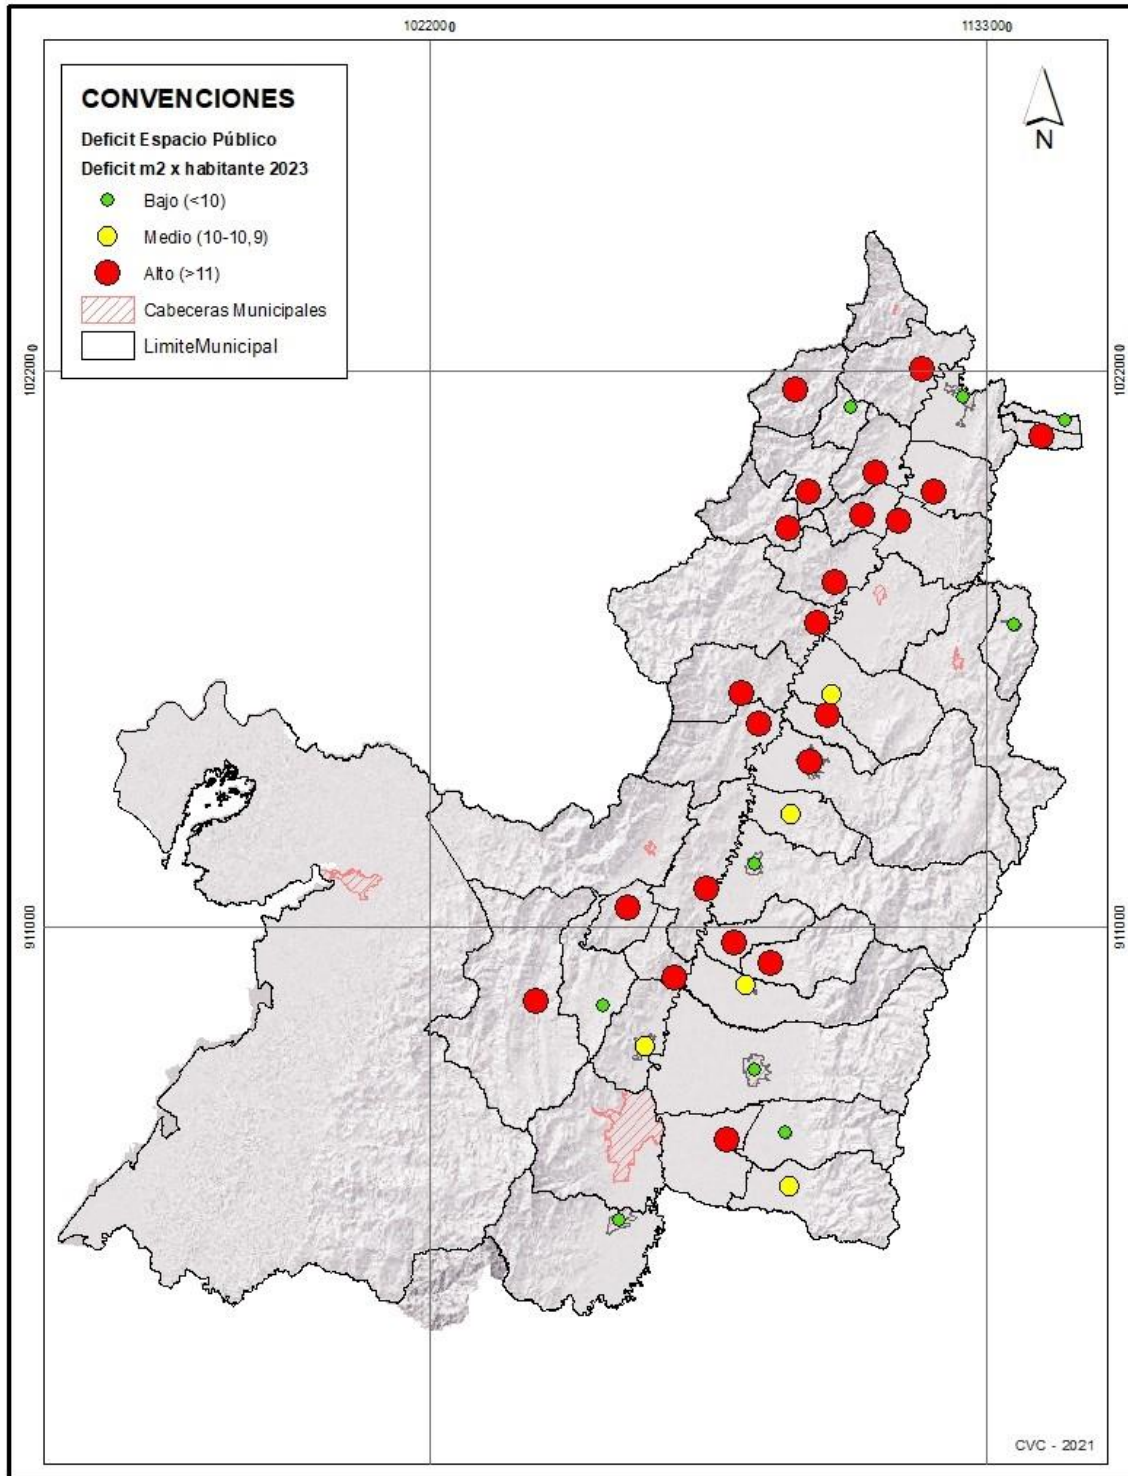 1022000
1133000
CONVENCIONES
Deficit Espacio Público
Deficit m2 x habitante 2023
Bajo (<10)
Medio (10-10,9)
Alto (>11)
Cabeceras Municipales
LimiteMunicipal
N
1022000
1022000
911000
911000
CVC - 2021